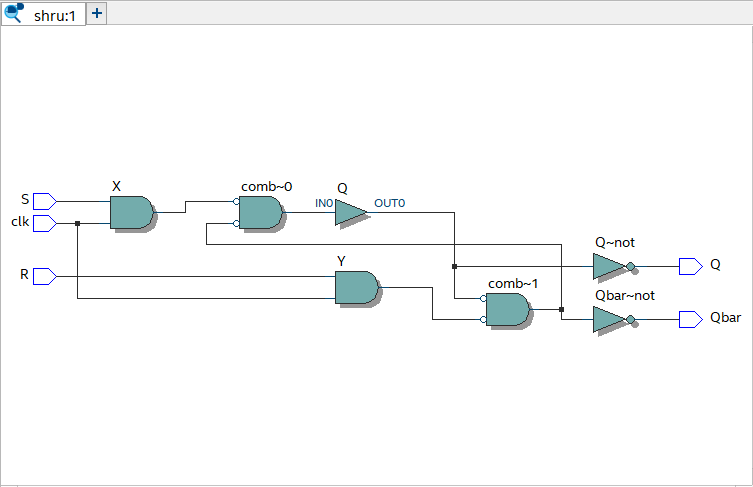 shru:1
+
X
comb~0
Q
S
IN0
OUT0
clk
Q~not
Q
R
Y
comb~1
Qbar~not
Qbar